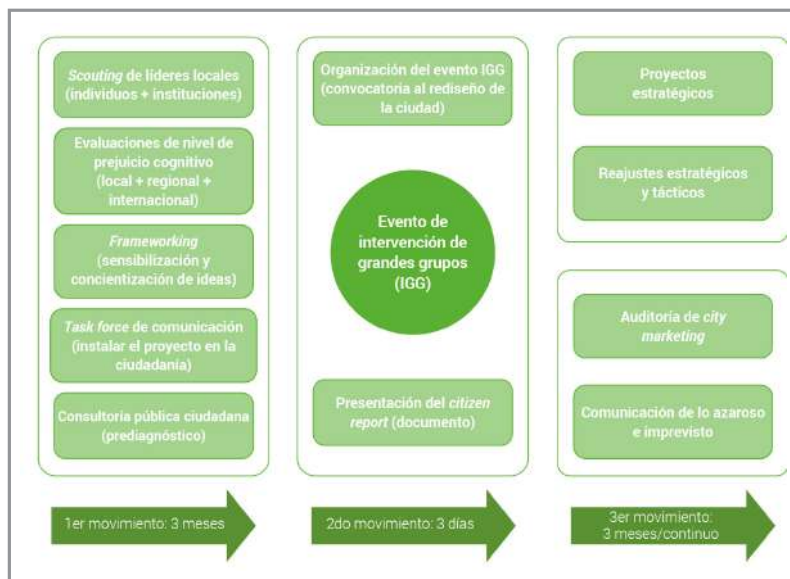 Scouting de líderes locales
(individuos + instituciones)
Evaluaciones de nivel de
prejuicio cognitivo
(local + regional +
internacional)
Frameworking
(sensibilización y
concientización de ideas)
Task force de comunicación
(instalar el proyecto en la
ciudadanía)
Consultoría pública ciudadana
(prediagnóstico)
1er movimiento: 3 meses
Organización del evento IGG
(convocatoria al rediseño de
la ciudad)
Evento de
intervención de
grandes grupos
(IGG)
Presentación del citizen
report (documento)
2do movimiento: 3 días
Proyectos
estratégicos
Reajustes estratégicos
y tácticos
Auditoría de city
marketing
Comunicación de lo azaroso
e imprevisto
3er movimiento:
3 meses/continuo